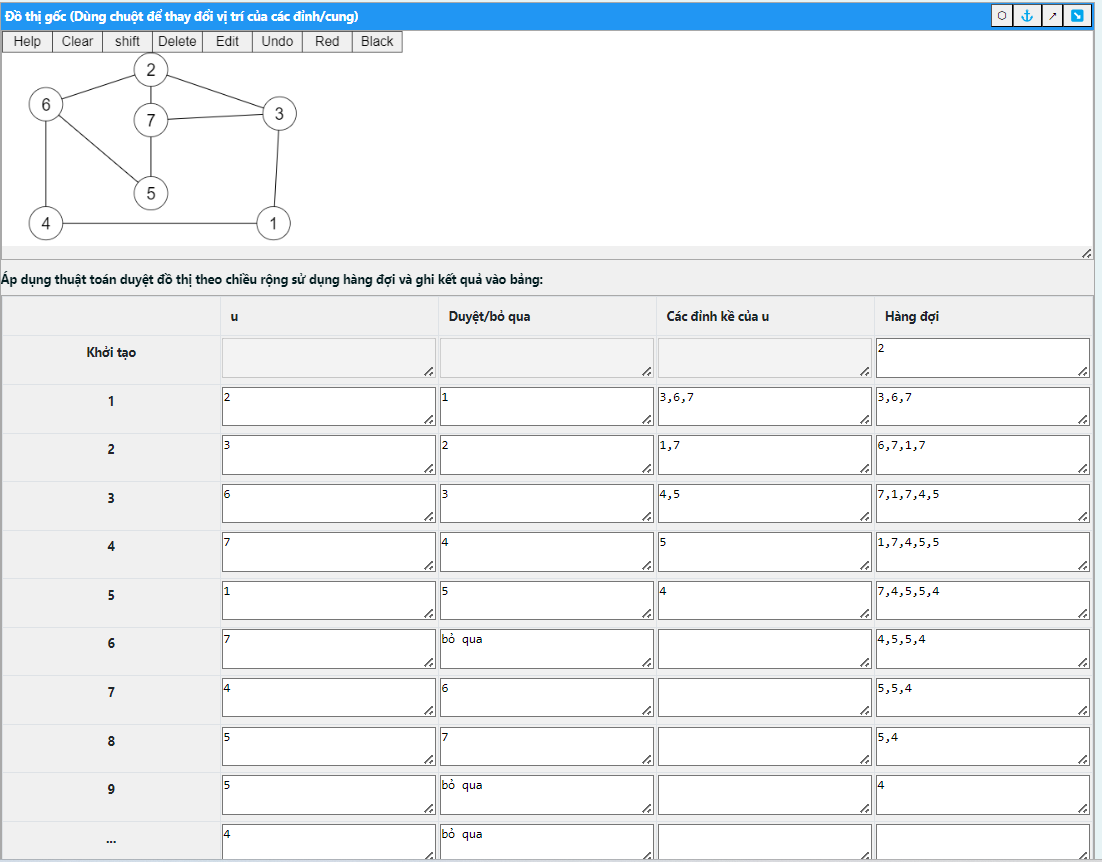 Đồ thị gốc (Dùng chuột để thay đổi vị trí của các đỉnh/cung)
Help Clear shift Delete Edit Undo Red Black
2
6
3
7
5
4
1
Áp dụng thuật toán duyệt đồ thị theo chiều rộng sử dụng hàng đợi và ghi kết quả vào bảng:
u Duyệt/bỏ qua Các đỉnh kề của u Hàng đợi
Khởi tạo 2
1 2 1 3,6,7 3,6,7
2 3 2 1,7 6,7,1,7
3 6 3 4,5 7,1,7,4,5
4 7 4 5 1,7,4,5,5
5 1 5 4 7,4,5,5,4
6 7 bỏ qua 4,5,5,4
7 4 6 5,5,4
8 5 7 5,4
9 5 bỏ qua 4
... 4 bỏ qua